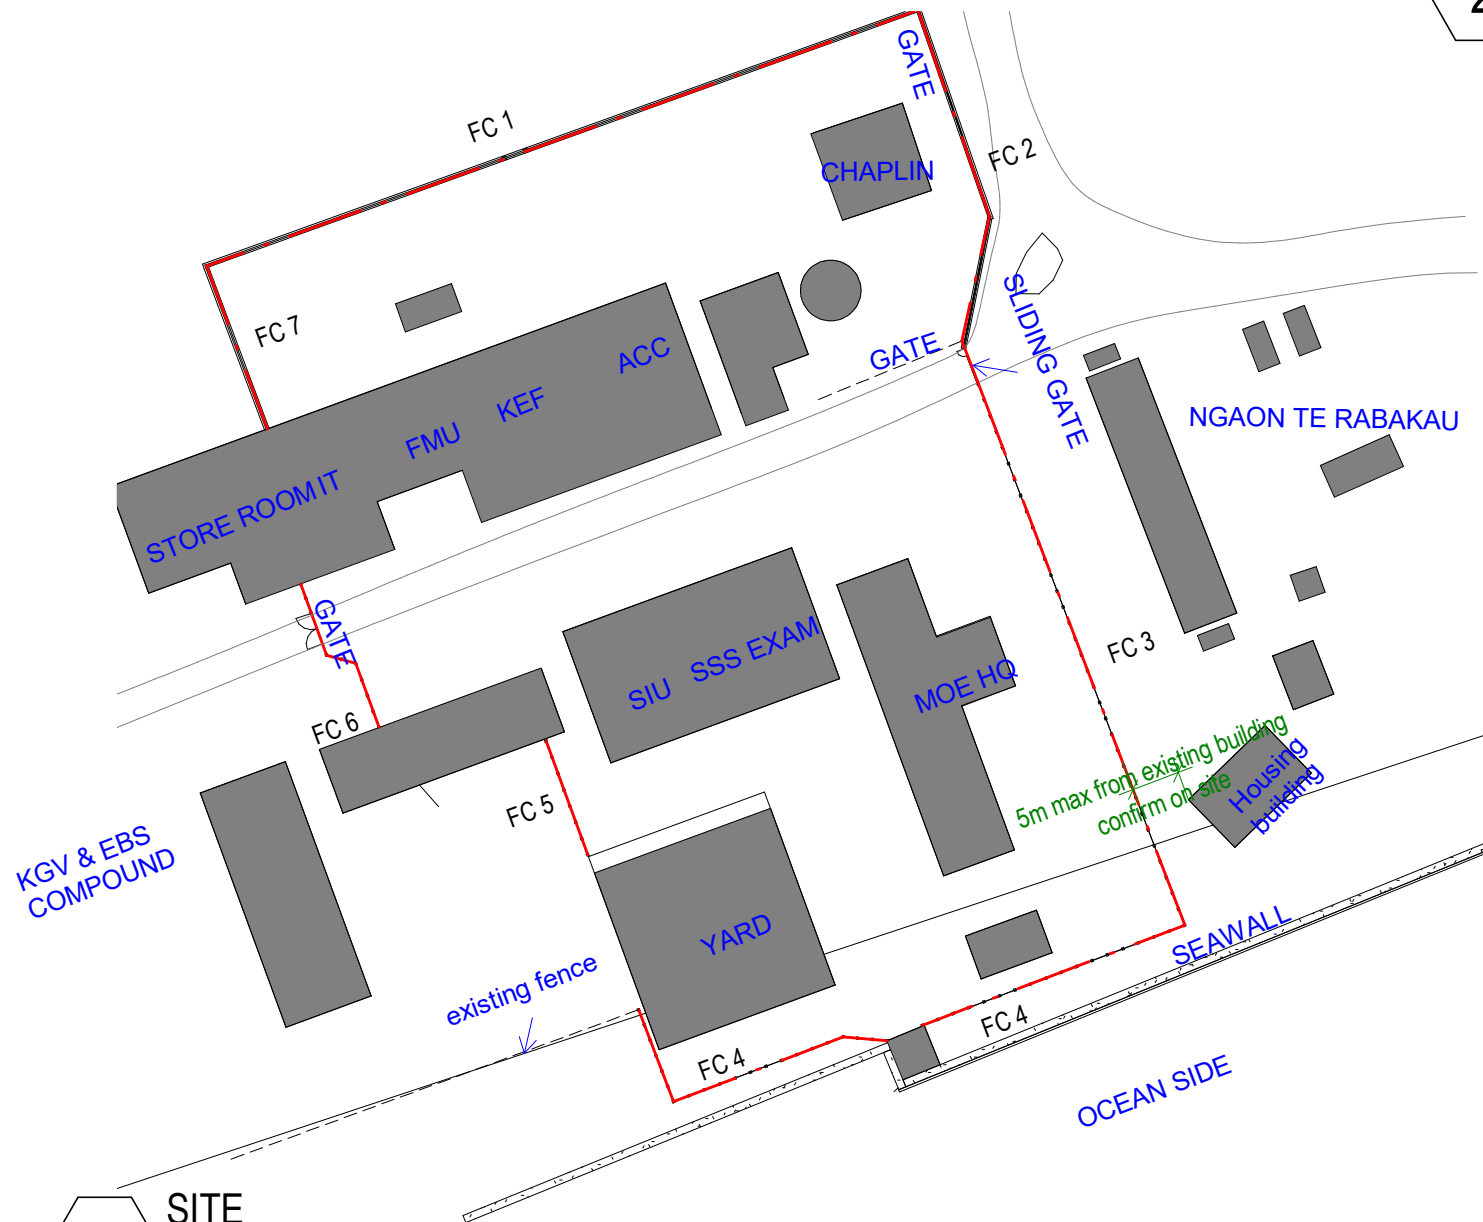 2
GATE
FC 1
FC 2
CHAPLIN
FC 7
SLIDING GATE
GATE
ACC
KEF
FMU
STORE ROOM IT
NGAON TE RABAKAU
GATE
SSS EXAM
SIU
MOE HQ
FC 3
FC 6
FC 5
5m max from existing building
confirm on site
Housing
building
KGV & EBS
COMPOUND
YARD
SEAWALL
existing fence
FC 4
FC 4
OCEAN SIDE
SITE